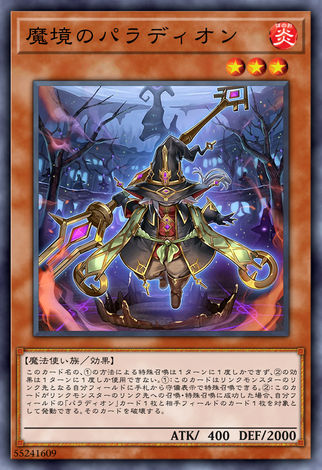 魔境のパラディオン
ほのお
炎
【魔法使い族／効果】
このカード名の、①の方法による特殊召喚は１ターンに１度しかできず、②の効
果は１ターンに１度しか使用できない。①：このカードはリンクモンスターのリ
ンク先となる自分フィールドに手札から守備表示で特殊召喚できる。②：このカ
ードがリンクモンスターのリンク先への召喚・特殊召喚に成功した場合、自分フィ
ールドの「パラディオン」カード１枚と相手フィールドのカード１枚を対象と
して発動できる。そのカードを破壊する。
ATK/ 400 DEF/2000
55241609